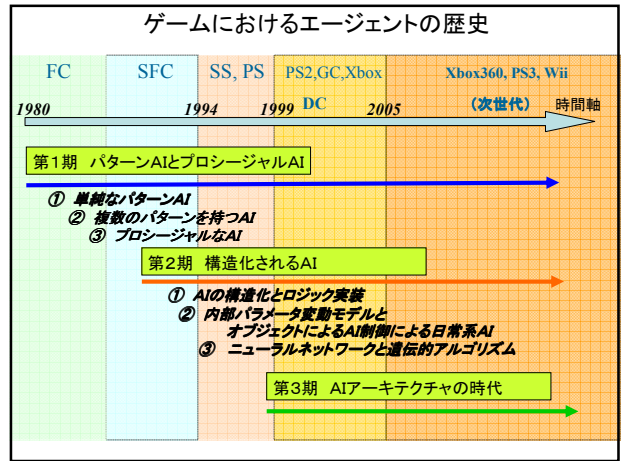 ゲームにおけるエージェントの歴史
FC SFC SS, PS PS2,GC,Xbox Xbox360, PS3, Wii
DC (次世代) 時間軸
1980 1994 1999 2005
第1期 パターンAIとプロシージャルAI
① 単純なパターンAI
② 複数のパターンを持つAI
③ プロシージャルなAI
第2期 構造化されるAI
① AIの構造化とロジック実装
② 内部パラメータ変動モデルと
オブジェクトによるAI制御による日常系AI
③ ニューラルネットワークと遺伝的アルゴリズム
第3期 AIアーキテクチャの時代